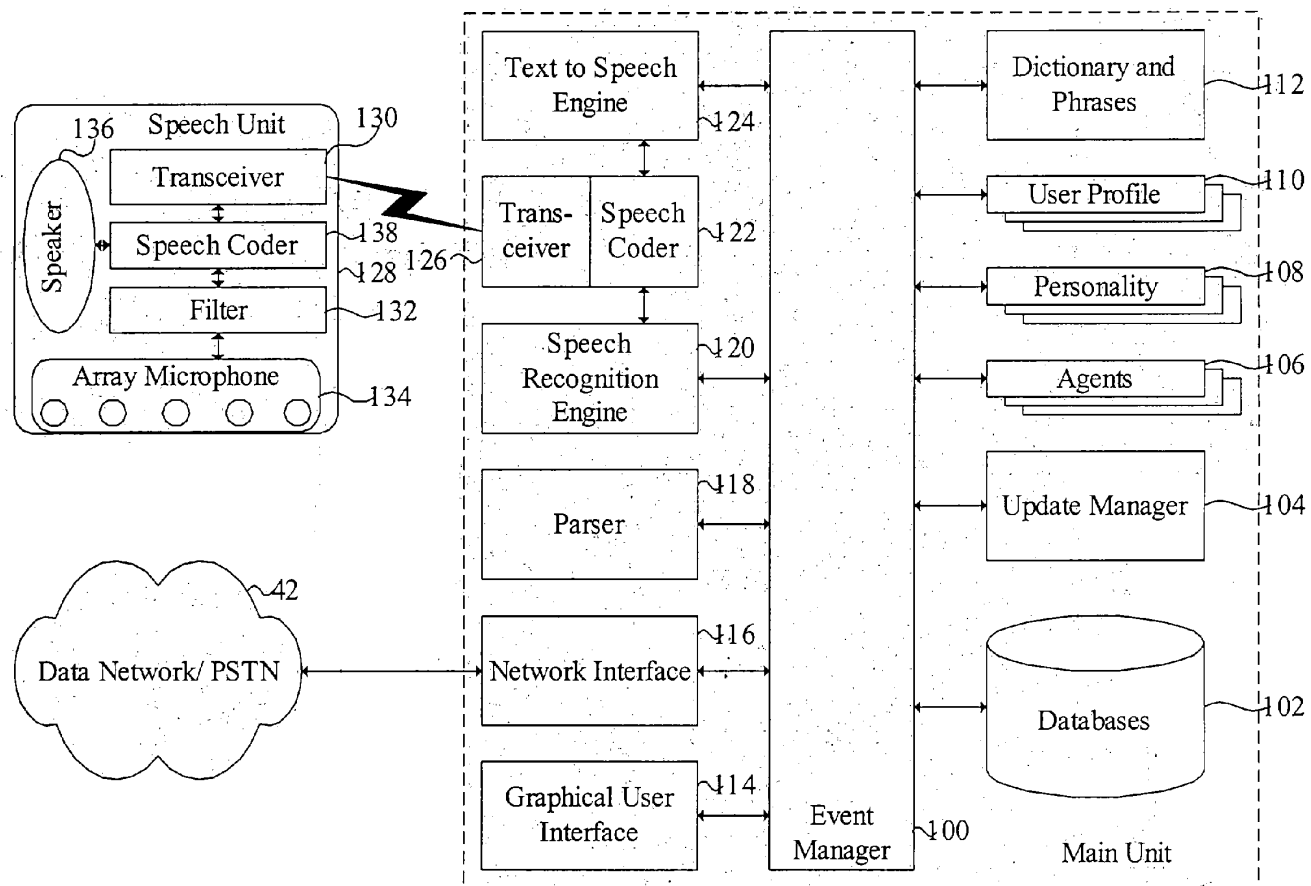 Speech Unit
136
130
Transceiver
Speaker
Speech Coder
138
128
Filter
132
Array Microphone
134
42
Data Network/ PSTN
Text to Speech
Engine
124
Trans-
ceiver
126
Speech
Coder
122
Speech
Recognition
Engine
120
Parser
118
Network Interface
116
Graphical User
Interface
114
Event
Manager
100
Dictionary and
Phrases
112
User Profile
110
Personality
108
Agents
106
Update Manager
104
Databases
102
Main Unit